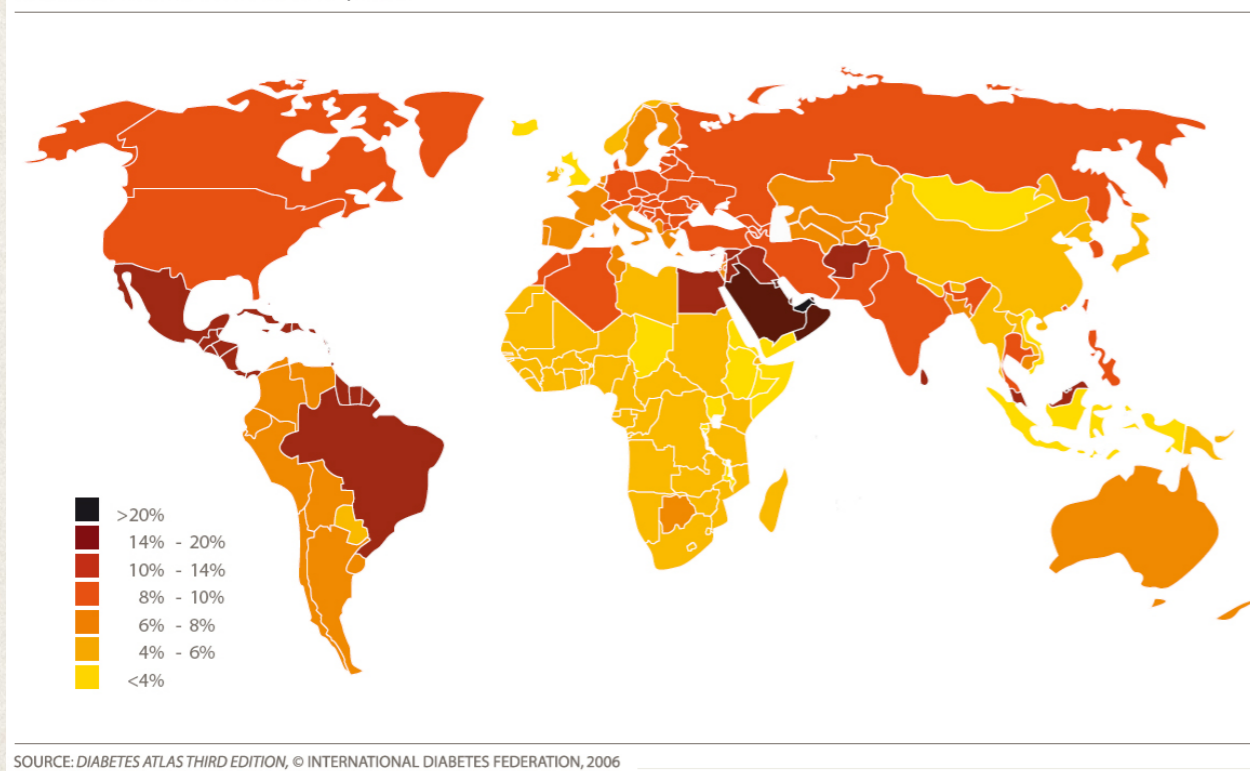 >20%
14% - 20%
10% - 14%
8% - 10%
6% - 8%
4% - 6%
<4%
SOURCE: DIABETES ATLAS THIRD EDITION, © INTERNATIONAL DIABETES FEDERATION, 2006